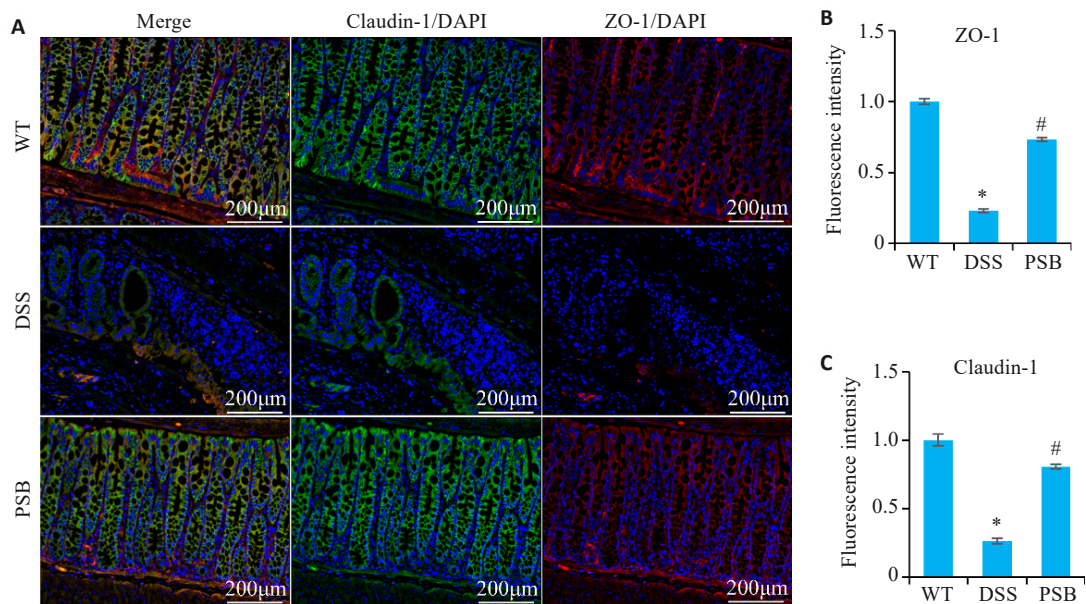 A
Merge
Claudin-1/DAPI
ZO-1/DAPI
WT
200μm
200μm
200μm
DSS
200μm
200μm
200μm
PSB
200μm
200μm
200μm
B
ZO-1
Fluorescence intensity
1.5
1.0
0.5
0
*
#
WT DSS PSB
C
Claudin-1
Fluorescence intensity
1.5
1.0
0.5
0.0
*
#
WT DSS PSB